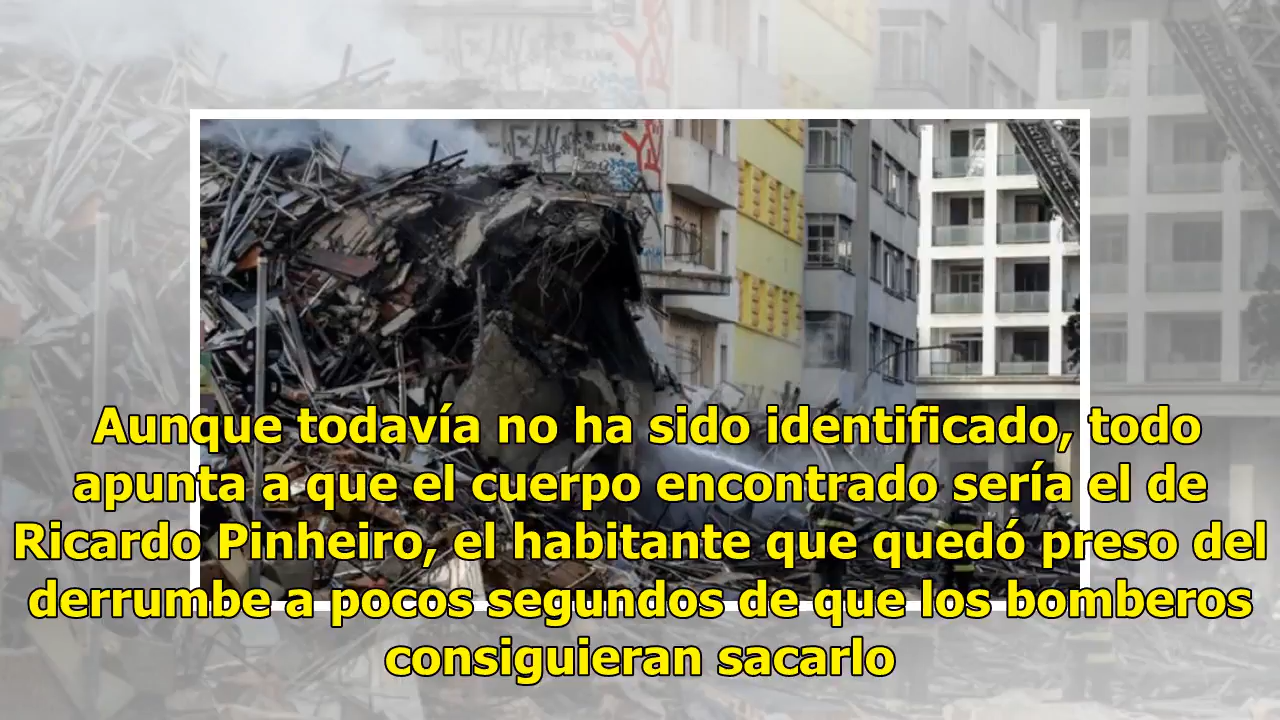 Aunque todavía no ha sido identificado, todo
apunta a que el cuerpo encontrado sería el de
Ricardo Pinheiro, el habitante que quedó preso del
derrumbe a pocos segundos de que los bomberos
consiguieran sacarlo